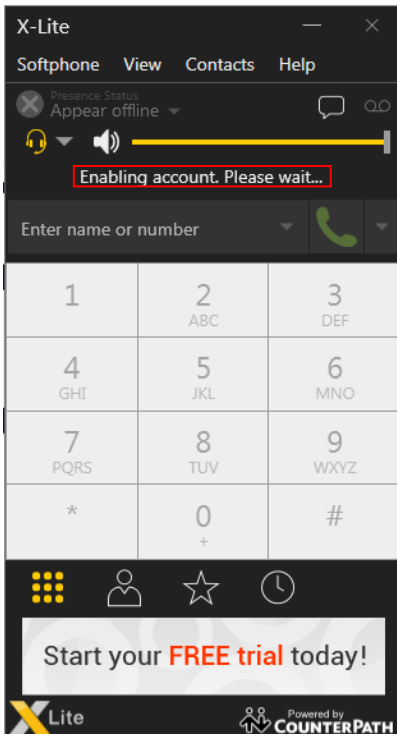 X-Lite
Softphone View Contacts Help
Presence Status
Appear offline
Enabling account. Please wait...
Enter name or number
1 2 3
ABC DEF
4 5 6
GHI JKL MNO
7 8 9
PQRS TUV WXYZ
* 0 #
+
Start your FREE trial today!
X Lite
Powered by
COUNTERPATH